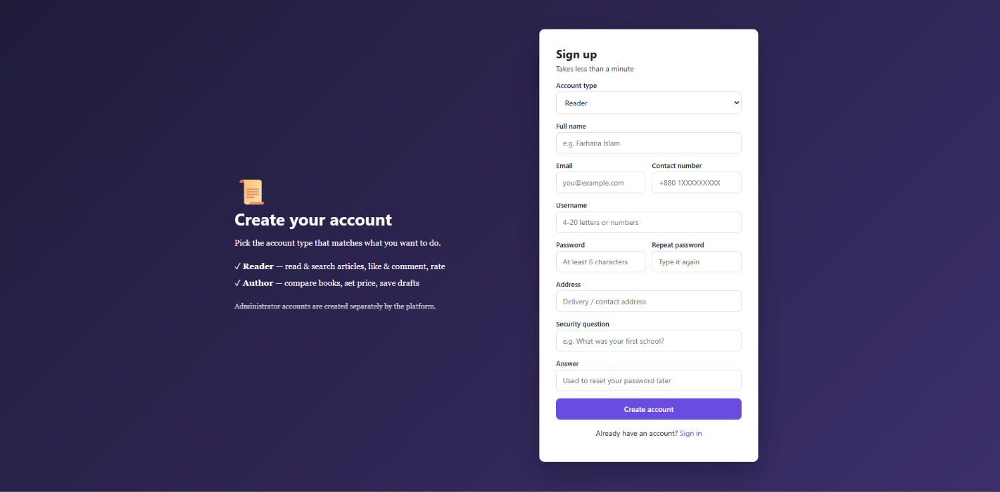 Create your account
Pick the account type that matches what you want to do.
✓ Reader — read & search articles, like & comment, rate
✓ Author — compare books, set price, save drafts
Administrator accounts are created separately by the platform.
Sign up
Takes less than a minute
Account type
Reader
Full name
e.g. Farhana Islam
Email Contact number
you@example.com +880 1XXXXXXXXX
Username
4-20 letters or numbers
Password Repeat password
At least 6 characters Type it again
Address
Delivery / contact address
Security question
e.g. What was your first school?
Answer
Used to reset your password later
Create account
Already have an account? Sign in